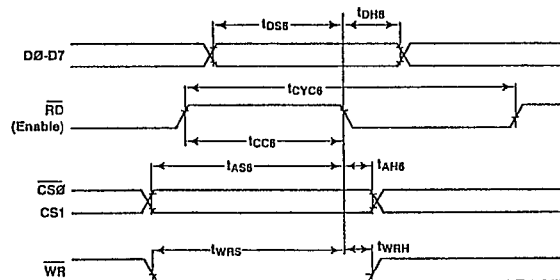 tDS6
tDH6
DØ-D7
tCYC6
RD
(Enable)
tCC6
tAS6
tAH6
CSØ
CS1
tWRS
tWRH
WR